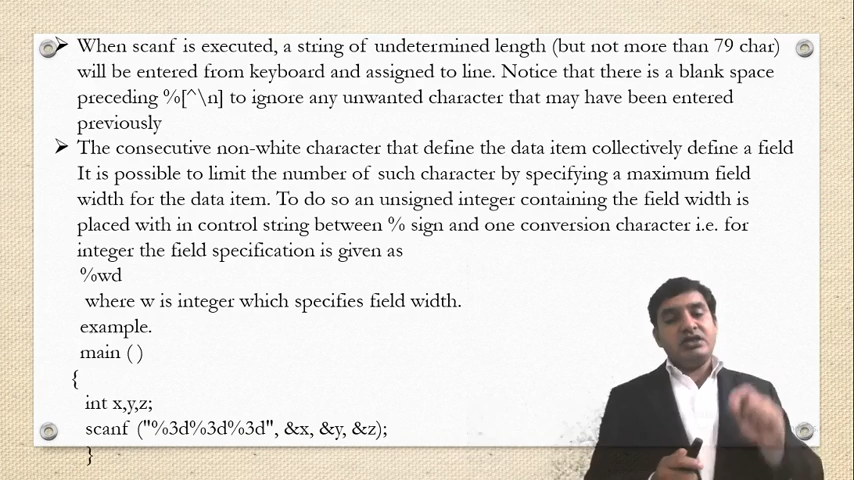 ➢ When scanf is executed, a string of undetermined length (but not more than 79 char)
will be entered from keyboard and assigned to line. Notice that there is a blank space
preceding %[^\n] to ignore any unwanted character that may have been entered
previously
➢ The consecutive non-white character that define the data item collectively define a field
It is possible to limit the number of such character by specifying a maximum field
width for the data item. To do so an unsigned integer containing the field width is
placed with in control string between % sign and one conversion character i.e. for
integer the field specification is given as
%wd
where w is integer which specifies field width.
example.
main ( )
{
int x,y,z;
scanf ("%3d%3d%3d", &x, &y, &z);
}